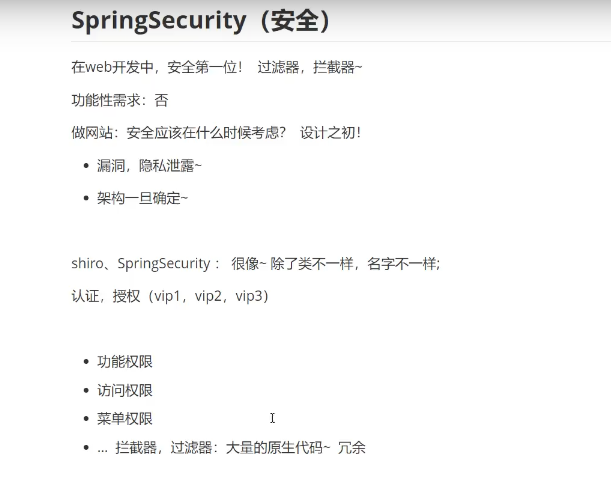 SpringSecurity（安全）
在web开发中，安全第一位！ 过滤器，拦截器~
功能性需求：否
做网站：安全应该在什么时候考虑？ 设计之初！
• 漏洞，隐私泄露~
• 架构一旦确定~
shiro、SpringSecurity ： 很像~ 除了类不一样，名字不一样;
认证，授权（vip1，vip2，vip3）
• 功能权限
• 访问权限
• 菜单权限
• ... 拦截器，过滤器：大量的原生代码~ 冗余